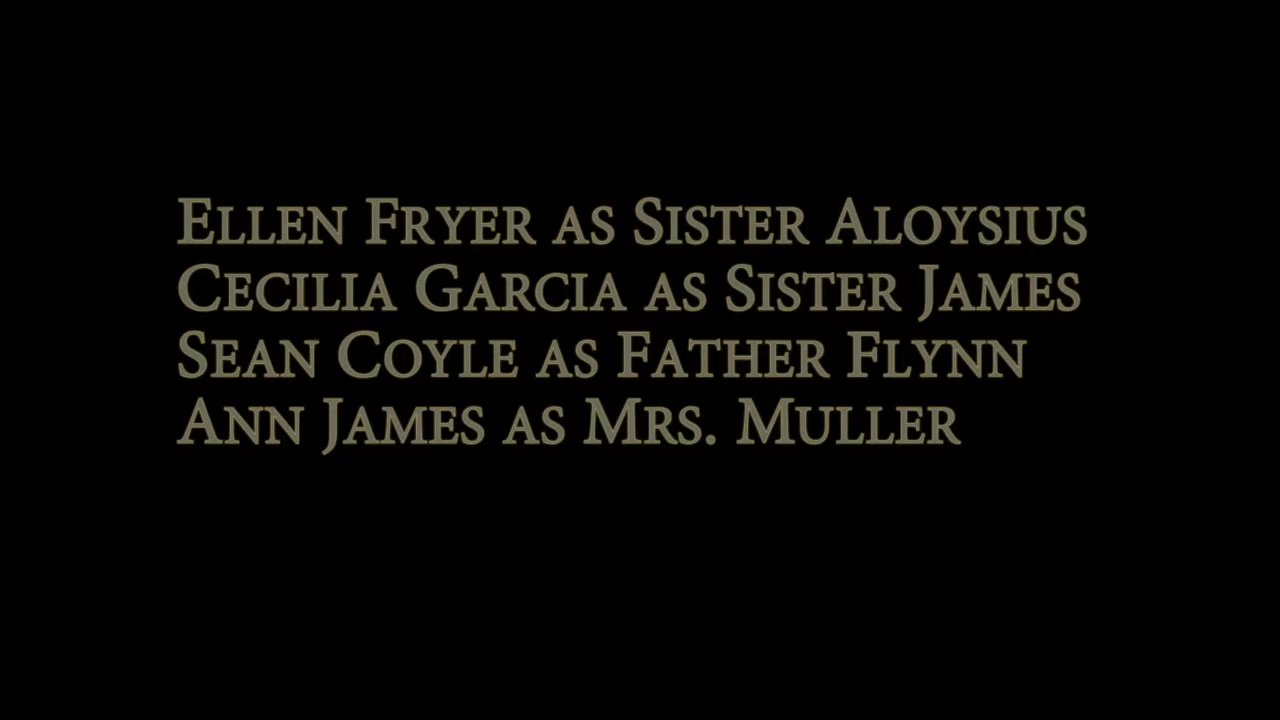 Ellen Fryer as Sister Aloysius
Cecilia Garcia as Sister James
Sean Coyle as Father Flynn
Ann James as Mrs. Muller